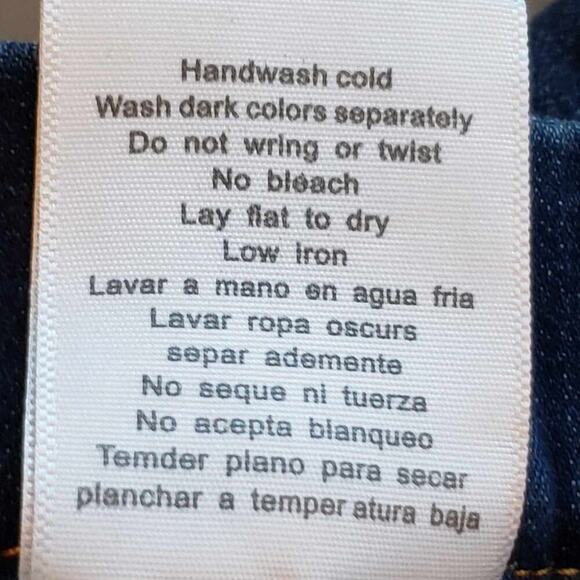 Handwash cold
Wash dark colors separately
Do not wring or twist
No bleach
Lay flat to dry
Low iron
Lavar a mano en agua fria
Lavar ropa oscurs
separ ademente
No seque ni tuerza
No acepta blanqueo
Temder plano para secar
planchar a temper atura baja